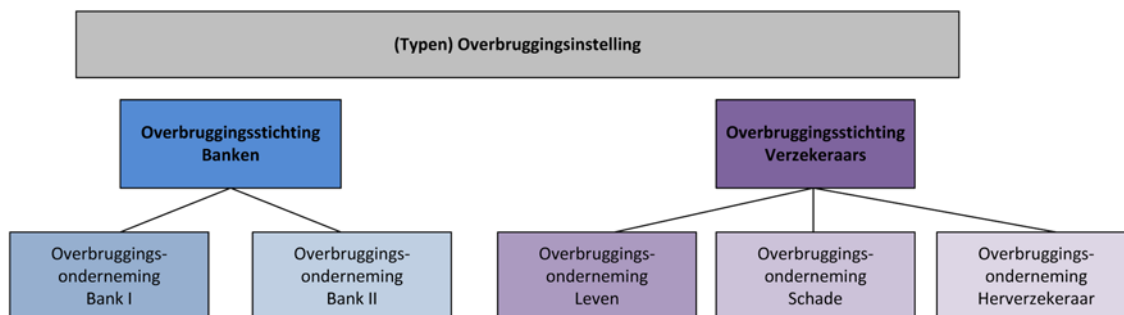 (Typen) Overbruggingsinstelling
Overbruggingsstichting
Banken
Overbruggingsstichting
Verzekeraars
Overbruggings-
onderneming
Bank I
Overbruggings-
onderneming
Bank II
Overbruggings-
onderneming
Leven
Overbruggings-
onderneming
Schade
Overbruggings-
onderneming
Herverzekeraar